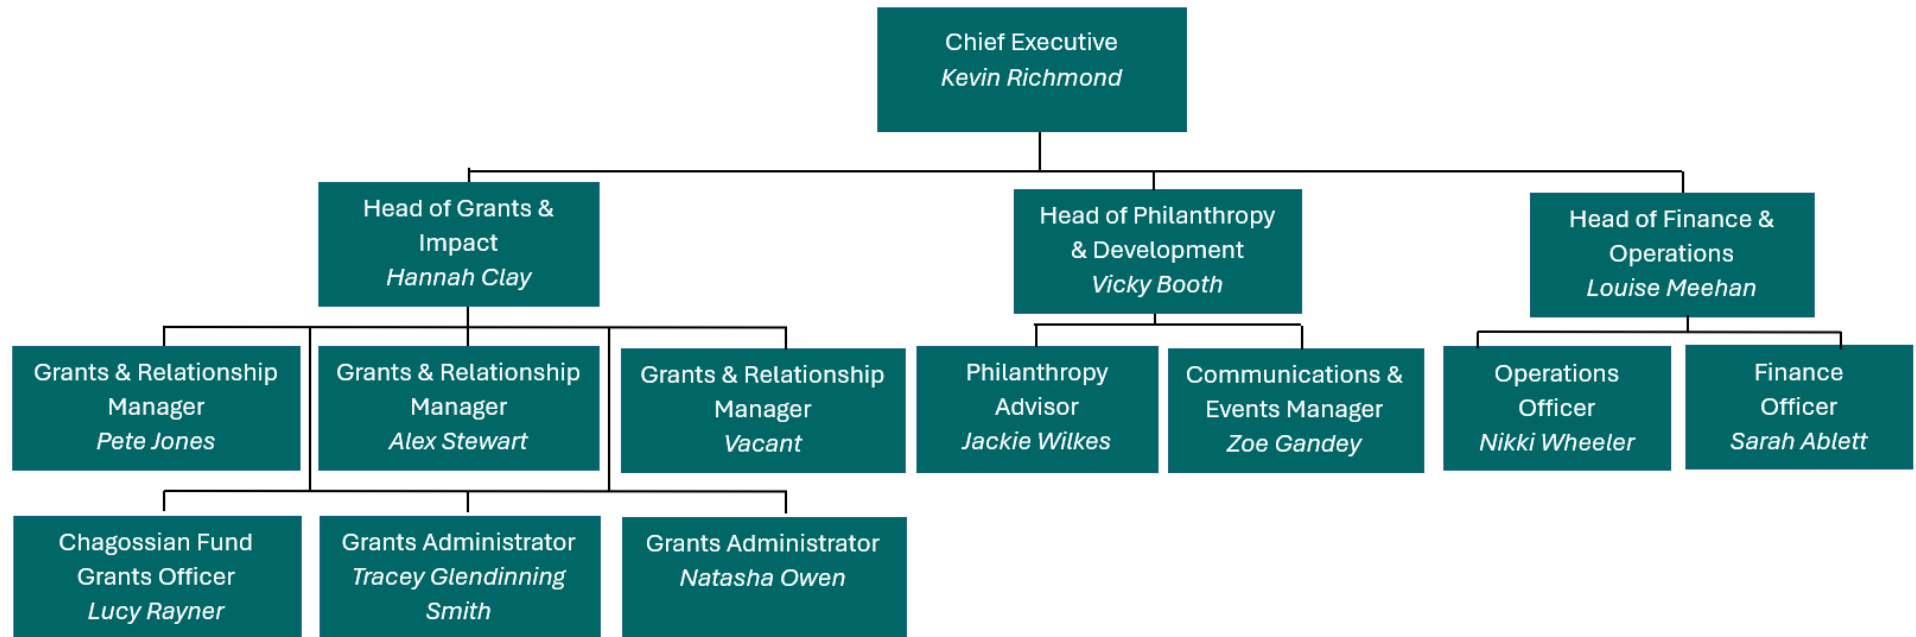 Chief Executive
Kevin Richmond
Head of Grants &
Impact
Hannah Clay
Head of Philanthropy
& Development
Vicky Booth
Head of Finance &
Operations
Louise Meehan
Grants & Relationship
Manager
Pete Jones
Grants & Relationship
Manager
Alex Stewart
Grants & Relationship
Manager
Vacant
Philanthropy
Advisor
Jackie Wilkes
Communications &
Events Manager
Zoe Gandey
Operations
Officer
Nikki Wheeler
Finance
Officer
Sarah Ablett
Chagossian Fund
Grants Officer
Lucy Rayner
Grants Administrator
Tracey Glendinning
Smith
Grants Administrator
Natasha Owen